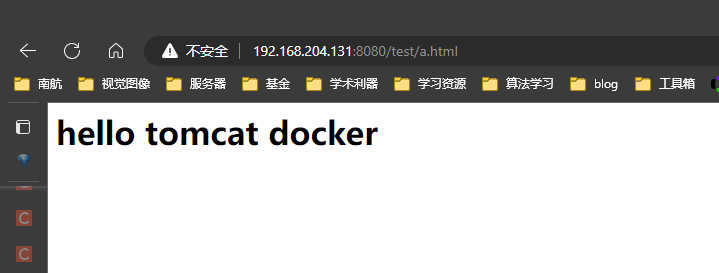 不安全 192.168.204.131:8080/test/a.html
南航 视觉图像 服务器 基金 学术利器 学习资源 算法学习 blog 工具箱
hello tomcat docker
C
C